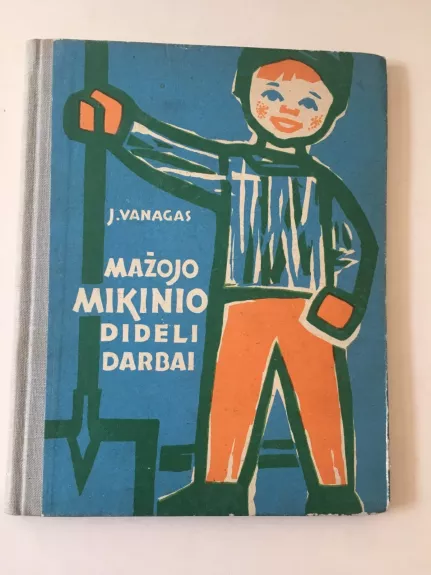 J. VANAGAS
MAŽOJO
MIKINIO
DIDELI
DARBAI